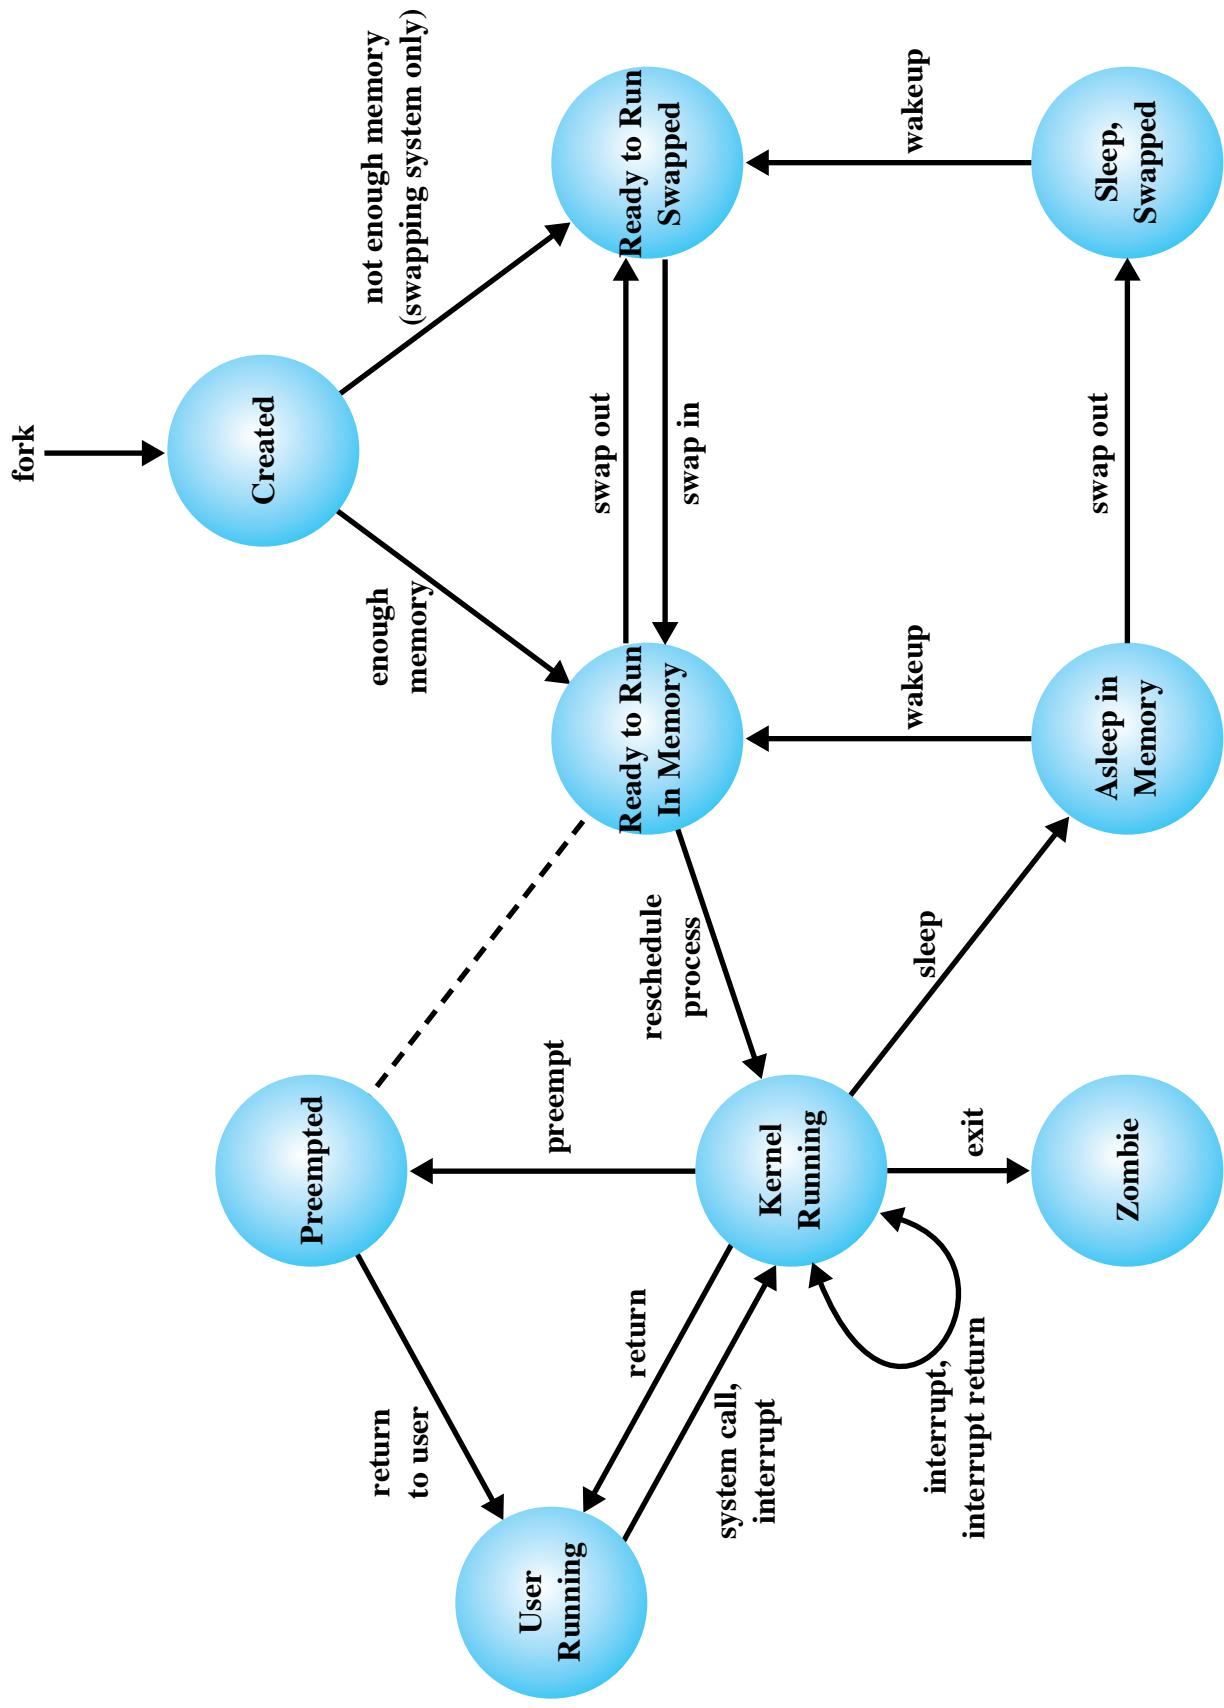 fork
Created
not enough memory
(swapping system only)
enough
memory
Preempted
Ready to Run
In Memory
swap out
swap in
Ready to Run
Swapped
return
to user
preempt
reschedule
process
wakeup
wakeup
User
Running
return
system call,
interrupt
Kernel
Running
sleep
interrupt,
interrupt return
exit
Zombie
Asleep in
Memory
swap out
Sleep,
Swapped